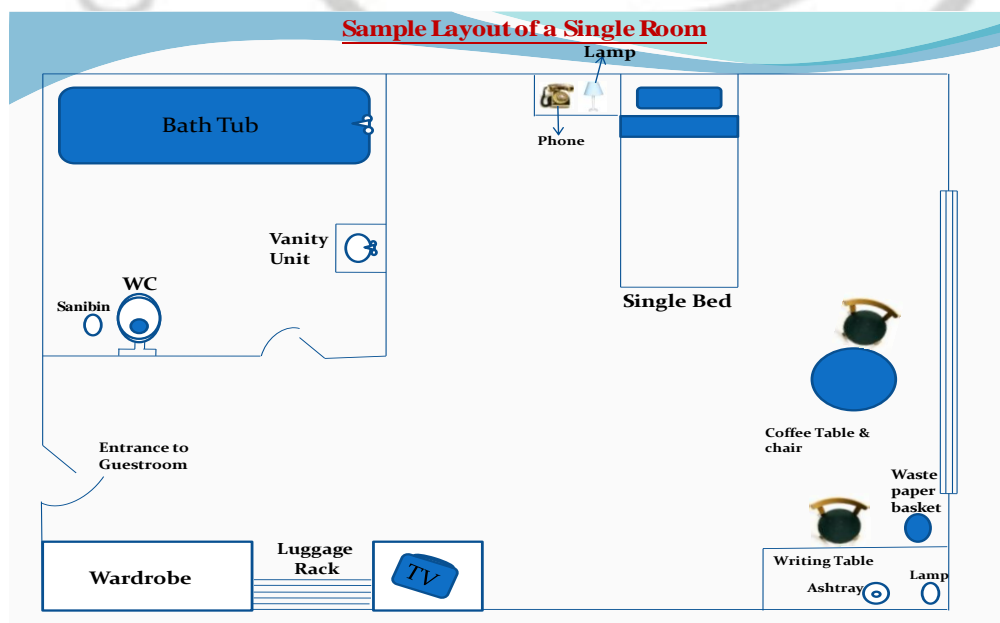 Sample Layout of a Single Room
Lamp
Bath Tub
Phone
Vanity
Unit
WC
Sanibin
Single Bed
Coffee Table &
chair
Entrance to
Guestroom
Waste
paper
basket
Wardrobe
Luggage
Rack
TV
Writing Table
Ashtray
Lamp